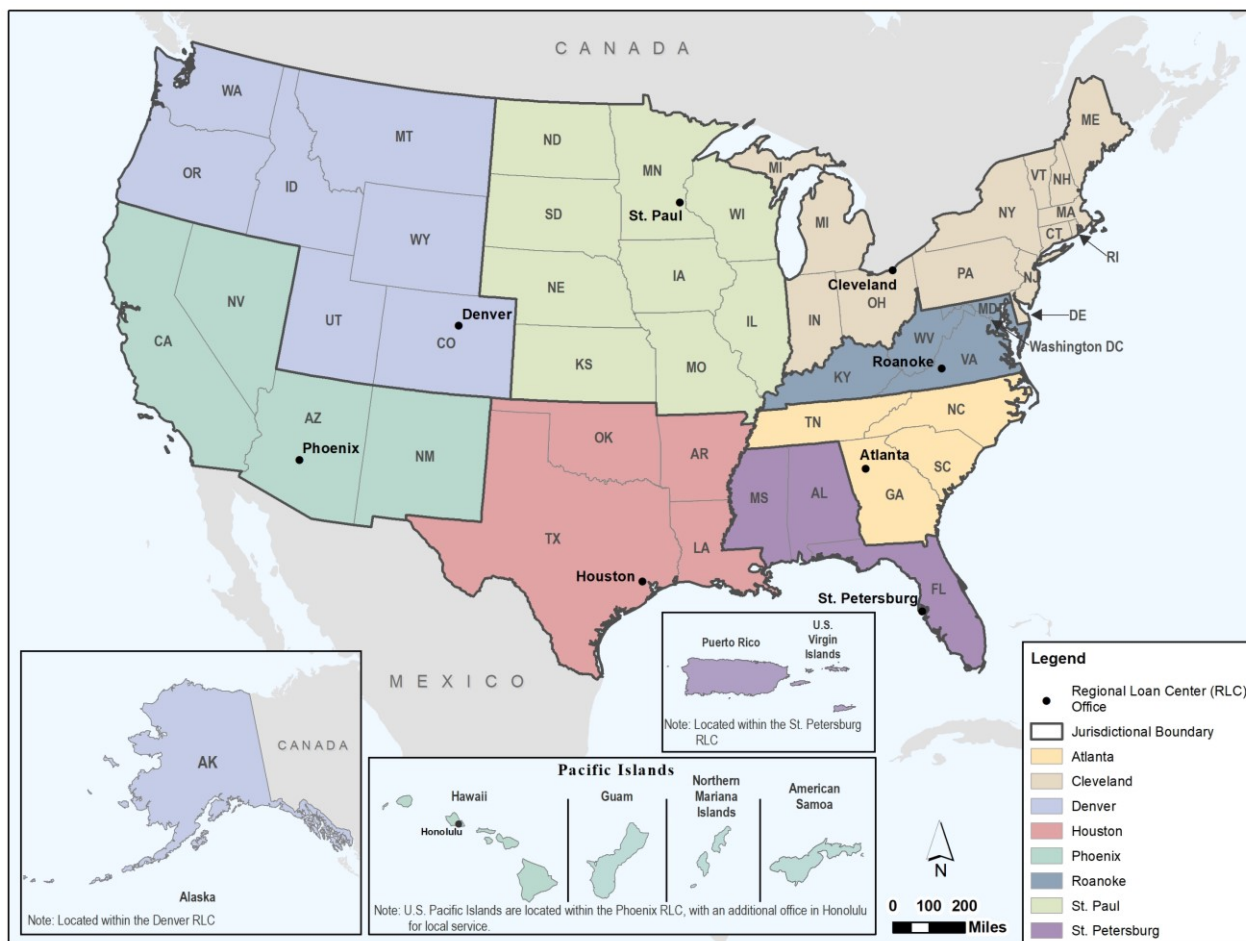 CANADA
WA
MT
ND
MN
ME
OR
ID
MI
VT
NH
St. Paul
WI
MI
NY
MA
SD
CT
RI
WY
IA
PA
NJ
NV
NE
Cleveland
OH
Denver
IL
IN
MD
DE
CA
UT
CO
WV
Washington DC
KS
MO
Roanoke
VA
KY
AZ
OK
TN
NC
Phoenix
NM
AR
Atlanta
SC
MS
AL
GA
TX
LA
Houston
FL
St. Petersburg
MEXICO
Puerto Rico
U.S.
Virgin
Islands
Note: Located within the St. Petersburg
RLC
CANADA
AK
Alaska
Note: Located within the Denver RLC
Pacific Islands
Hawaii
Guam
Northern
Mariana
Islands
American
Samoa
Honolulu
Note: U.S. Pacific Islands are located within the Phoenix RLC, with an additional office in Honolulu
for local service.
N
0 100 200
Miles
Legend
Regional Loan Center (RLC)
Office
Jurisdictional Boundary
Atlanta
Cleveland
Denver
Houston
Phoenix
Roanoke
St. Paul
St. Petersburg